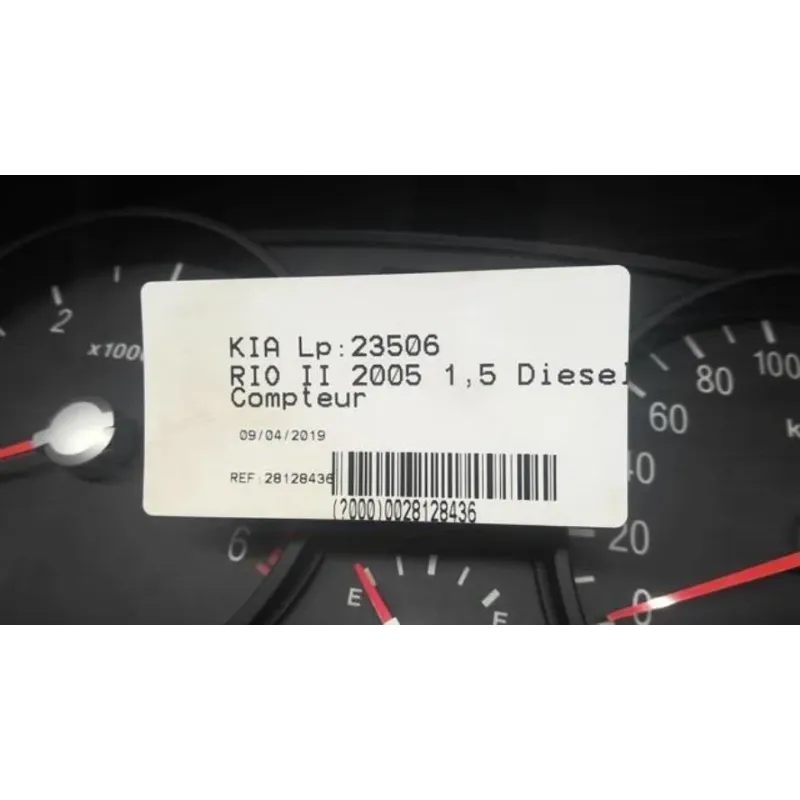 2
x1000
KIA Lp:23506
RIO II 2005 1,5 Diesel
Compteur
09/04/2019
REF:28128436
(?000)0028128436
100
80
60
40
20
0
6
E
F
k